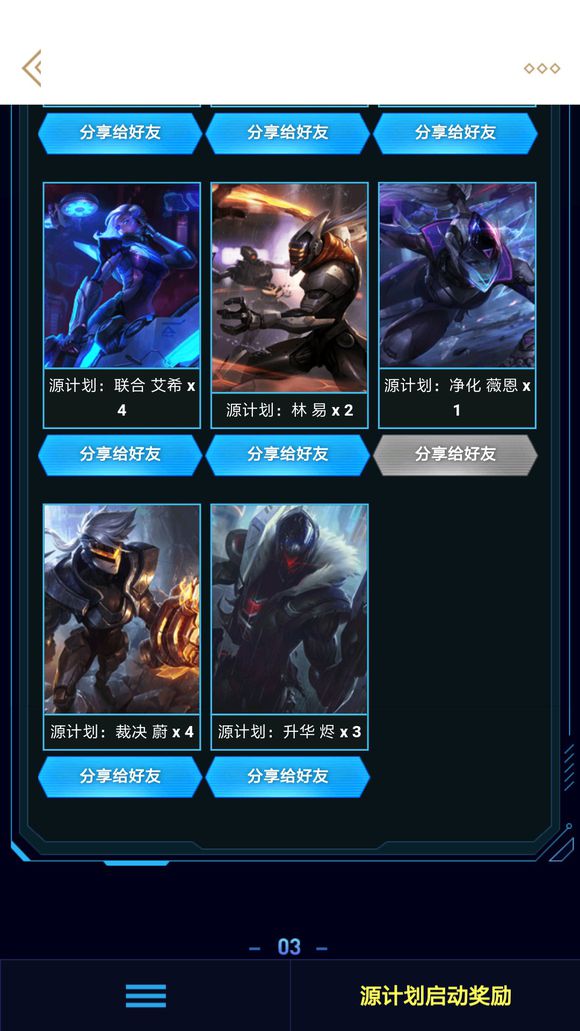 分享给好友 分享给好友 分享给好友
源计划：联合 艾希 x
4
源计划：林 易 x 2
源计划：净化 薇恩 x
1
分享给好友 分享给好友 分享给好友
源计划：裁决 蔚 x 4
源计划：升华 烬 x 3
分享给好友 分享给好友
03
源计划启动奖励